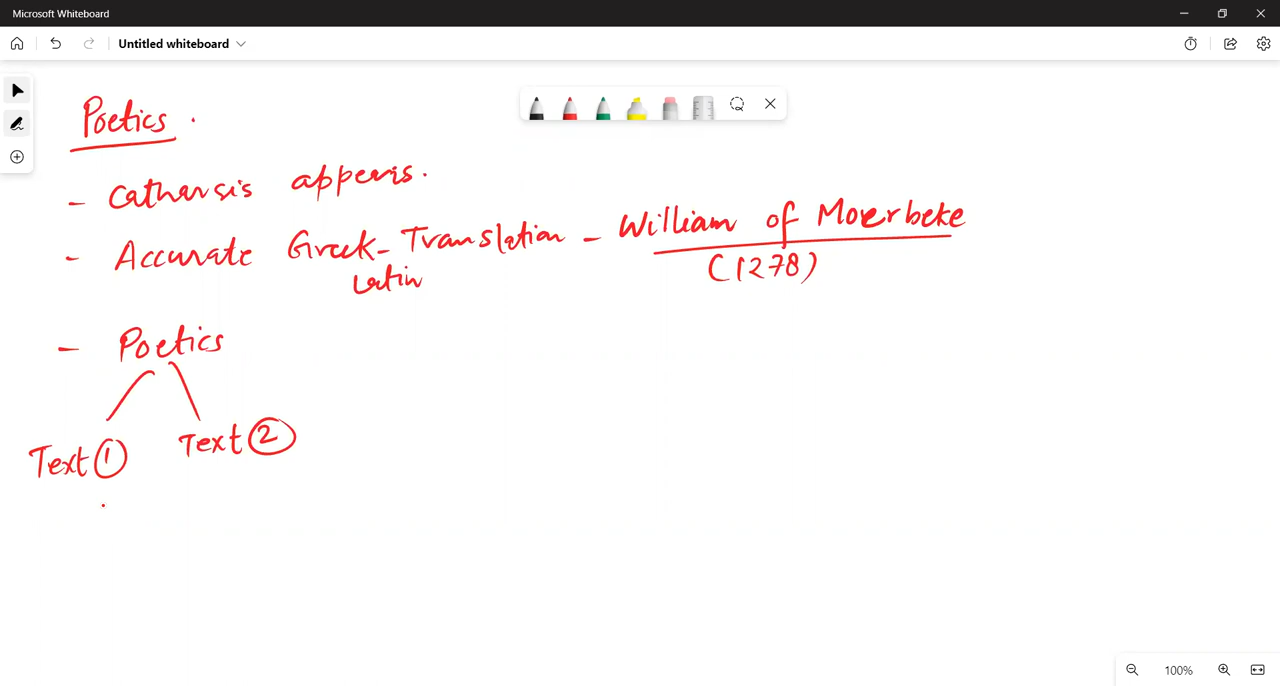 Microsoft Whiteboard
Untitled whiteboard
Poetics.
- Catharsis appears.
- Accurate Greek - Translation - William of Moerbeke
Latin
(1278)
- Poetics
Text ① Text ②
100%